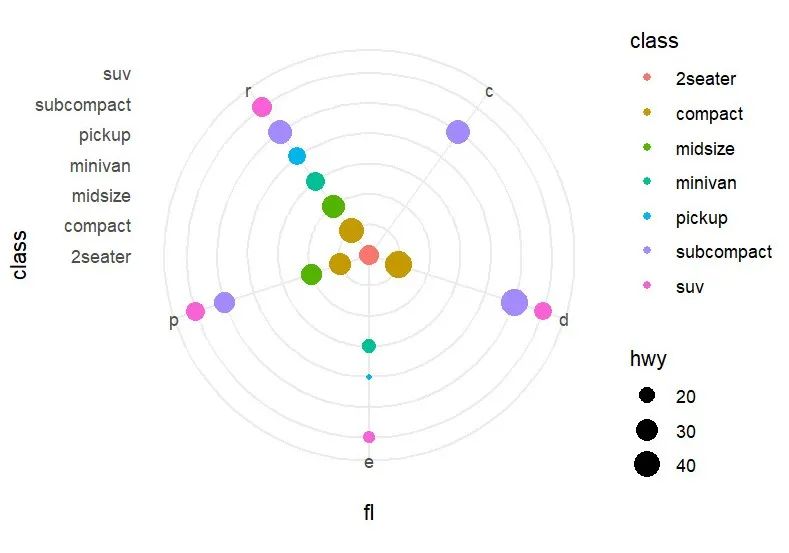 suv
subcompact
pickup
minivan
midsize
compact
2seater
class
r
c
p
d
e
fl
class
2seater
compact
midsize
minivan
pickup
subcompact
suv
hwy
20
30
40